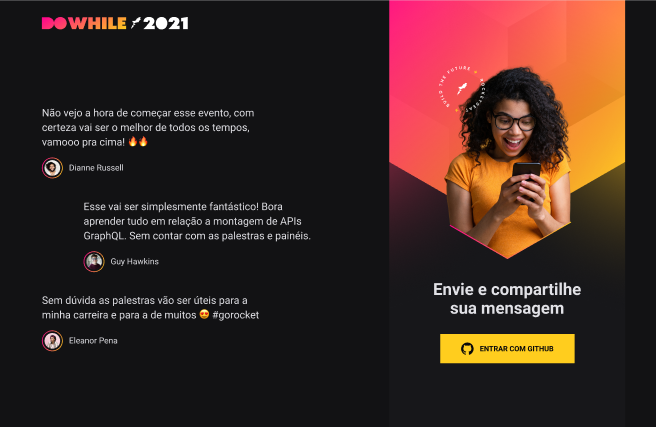 DOWHILE 2021
Não vejo a hora de começar esse evento, com
certeza vai ser o melhor de todos os tempos,
vamooo pra cima! 🔥🔥
Dianne Russell
Esse vai ser simplesmente fantástico! Bora
aprender tudo em relação a montagem de APIs
GraphQL. Sem contar com as palestras e painéis.
Guy Hawkins
Sem dúvida as palestras vão ser úteis para a
minha carreira e para a de muitos 😍 #gorocket
Eleanor Pena
BUILD THE FUTURE
ROCKETSEAT
Envie e compartilhe
sua mensagem
ENTRAR COM GITHUB